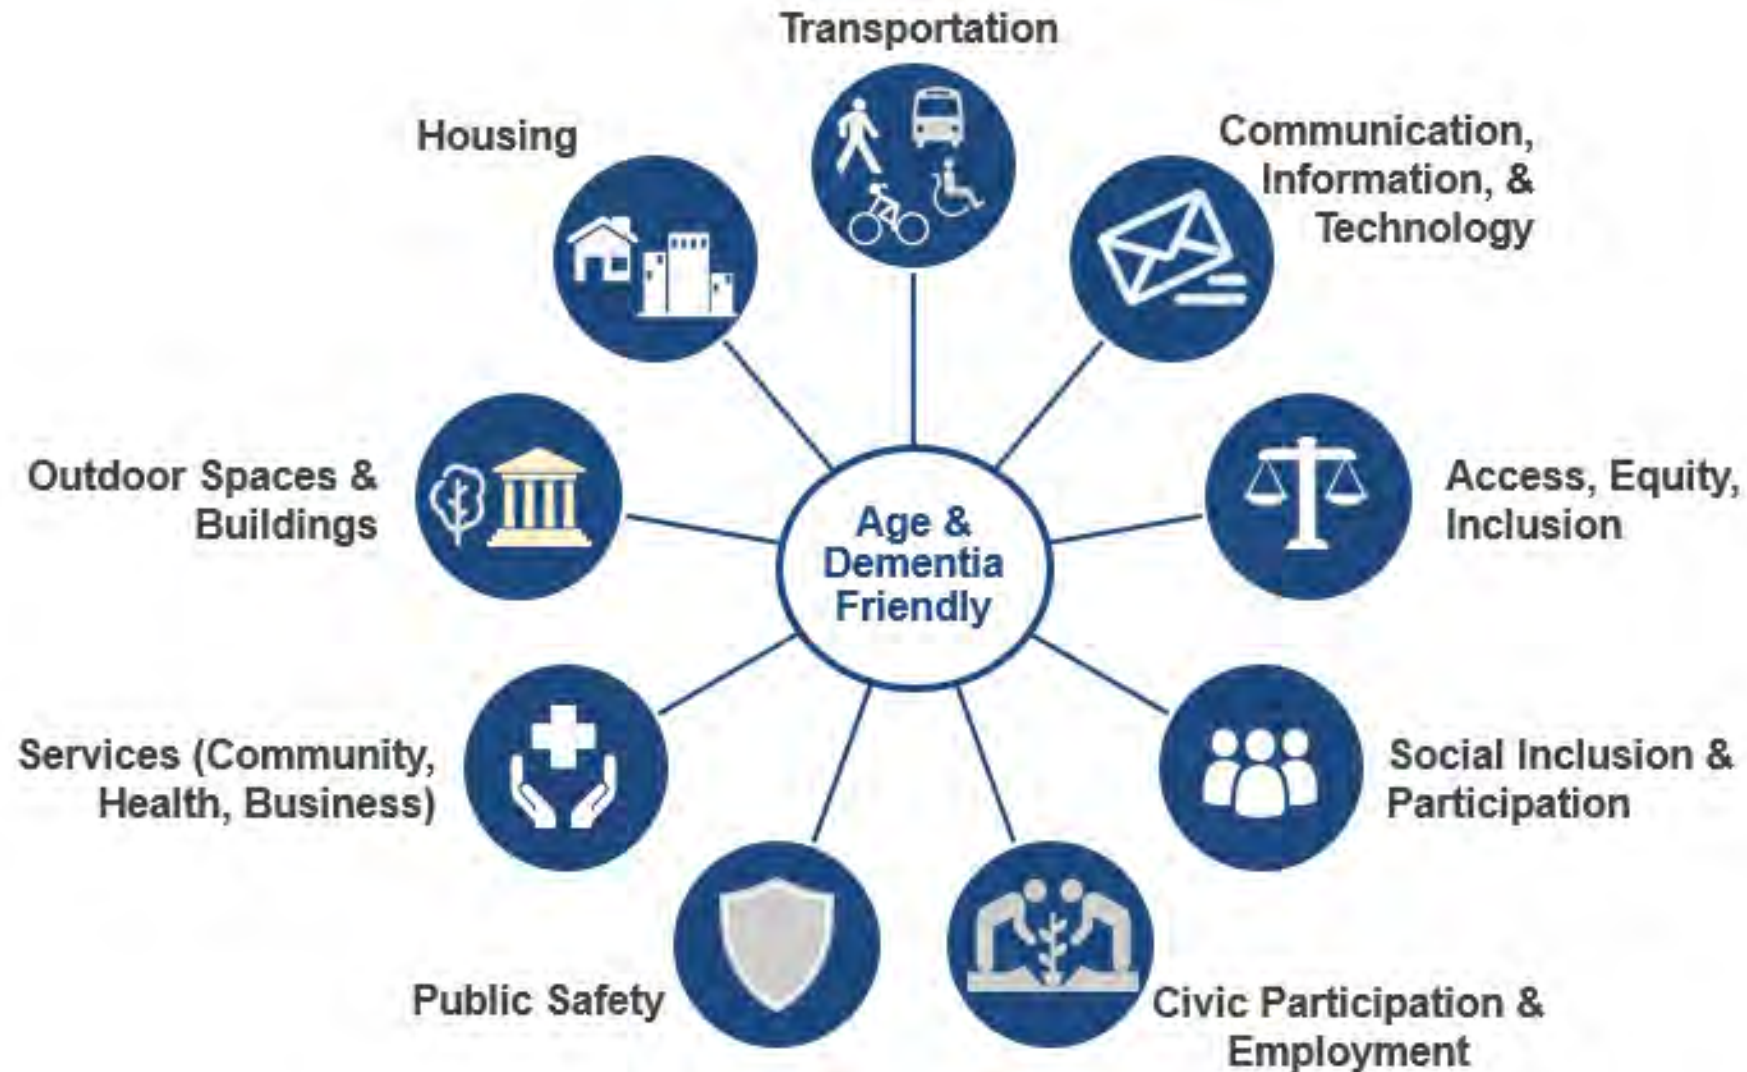 Transportation
Housing
Communication,
Information, &
Technology
Outdoor Spaces &
Buildings
Age &
Dementia
Friendly
Access, Equity,
Inclusion
Services (Community,
Health, Business)
Social Inclusion &
Participation
Public Safety
Civic Participation &
Employment